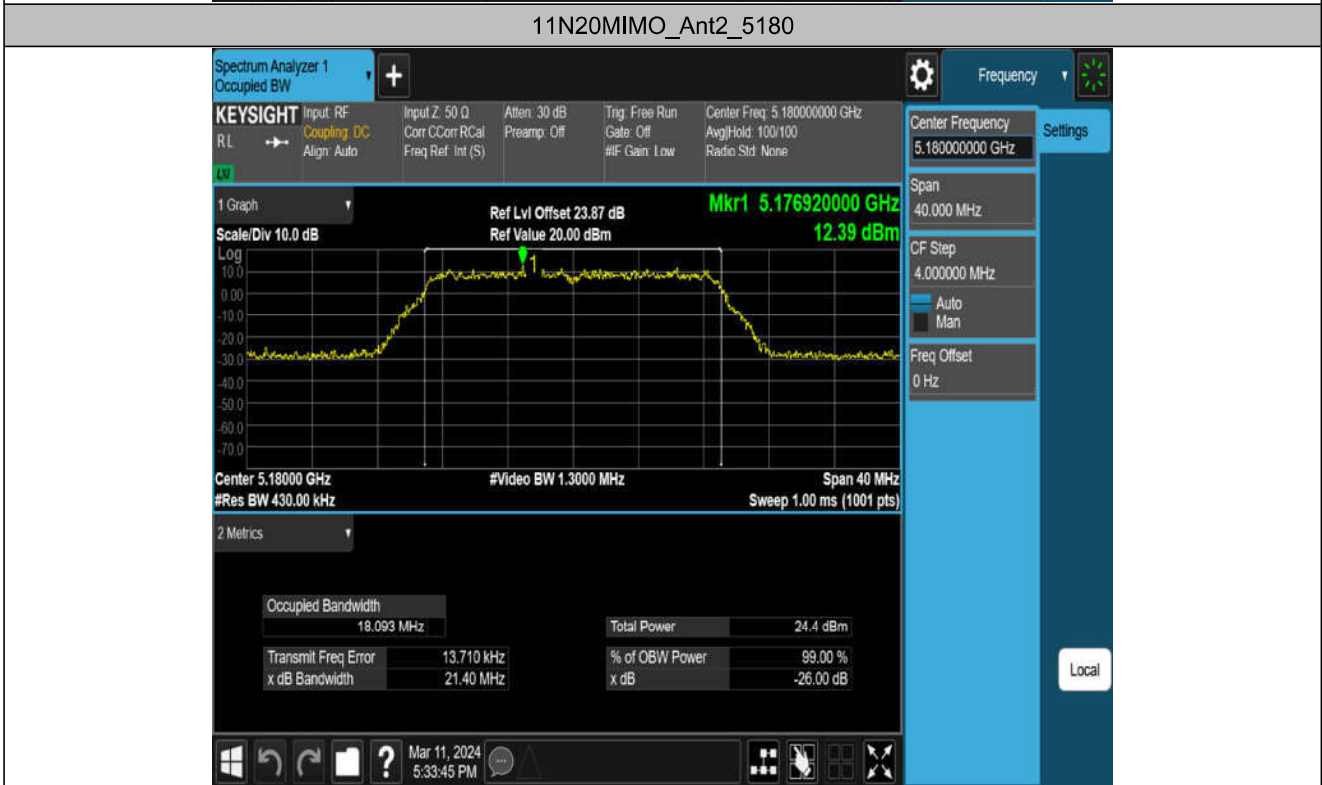 11N20MIMO_Ant2_5180
Spectrum Analyzer 1
Occupied BW
Frequency
KEYSIGHT
RL
Input: RF
Coupling: DC
Align: Auto
Input Z: 50 Ω
Corr CCorr RCal
Freq Ref: Int (S)
Atten: 30 dB
Preamp: Off
Trig: Free Run
Gate: Off
#IF Gain: Low
Center Freq: 5.180000000 GHz
Avg|Hold: 100/100
Radio Std: None
Center Frequency
5.180000000 GHz
Settings
Span
40.000 MHz
CF Step
4.000000 MHz
Auto
Man
Freq Offset
0 Hz
1 Graph
Scale/Div 10.0 dB
Ref Lvl Offset 23.87 dB
Ref Value 20.00 dBm
Mkr1 5.176920000 GHz
12.39 dBm
Log
10.0
0.00
-10.0
-20.0
-30.0
-40.0
-50.0
-60.0
-70.0
1
Center 5.18000 GHz
#Video BW 1.3000 MHz
Span 40 MHz
#Res BW 430.00 kHz
Sweep 1.00 ms (1001 pts)
2 Metrics
Occupied Bandwidth
18.093 MHz
Total Power 24.4 dBm
Transmit Freq Error 13.710 kHz
% of OBW Power 99.00 %
x dB Bandwidth 21.40 MHz
x dB -26.00 dB
Local
?
Mar 11, 2024
5:33:45 PM